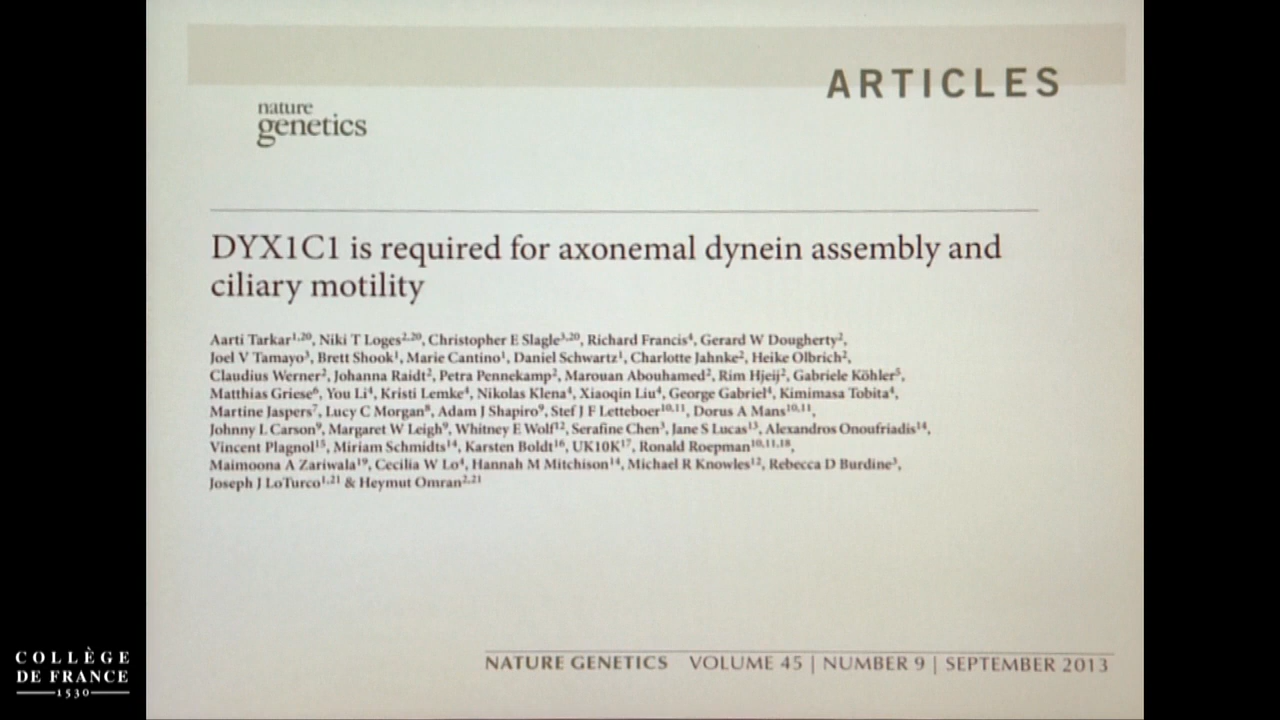 ARTICLES
nature
genetics
DYX1C1 is required for axonemal dynein assembly and
ciliary motility
Aarti Tarkar1,20, Niki T Loges2,20, Christopher E Slagle3,20, Richard Francis4, Gerard W Dougherty2,
Joel V Tamayo3, Brett Shook1, Marie Cantino1, Daniel Schwartz1, Charlotte Jahnke2, Heike Olbrich2,
Claudius Werner2, Johanna Raidt2, Petra Pennekamp2, Marouan Abouhamed2, Rim Hjeij2, Gabriele Köhler5,
Matthias Griese6, You Li4, Kristi Lemke4, Nikolas Klena4, Xiaoqin Liu4, George Gabriel4, Kimimasa Tobita4,
Martine Jaspers7, Lucy C Morgan8, Adam J Shapiro9, Stef J F Letteboer10,11, Dorus A Mans10,11,
Johnny L Carson9, Margaret W Leigh9, Whitney E Wolf12, Serafine Chen3, Jane S Lucas13, Alexandros Onoufriadis14,
Vincent Plagnol15, Miriam Schmidts14, Karsten Boldt16, UK10K17, Ronald Roepman10,11,18,
Maimoona A Zariwala19, Cecilia W Lo4, Hannah M Mitchison14, Michael R Knowles12, Rebecca D Burdine3,
Joseph J LoTurco1,21 & Heymut Omran2,21
NATURE GENETICS VOLUME 45 | NUMBER 9 | SEPTEMBER 2013
COLLÈGE
DE FRANCE
1530